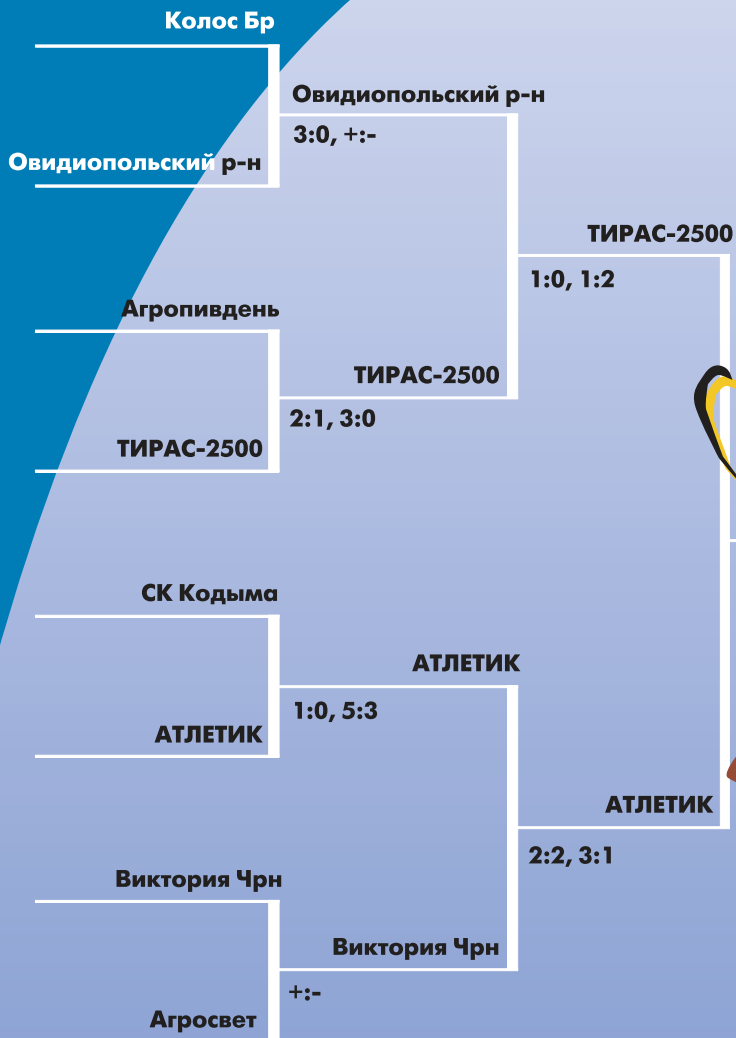 Колос Бр
Овидиопольский р-н
3:0, +:-
Овидиопольский р-н
ТИРАС-2500
1:0, 1:2
Агропивдень
ТИРАС-2500
2:1, 3:0
ТИРАС-2500
СК Кодыма
АТЛЕТИК
1:0, 5:3
АТЛЕТИК
АТЛЕТИК
2:2, 3:1
Виктория Чрн
Виктория Чрн
+:-
Агросвет